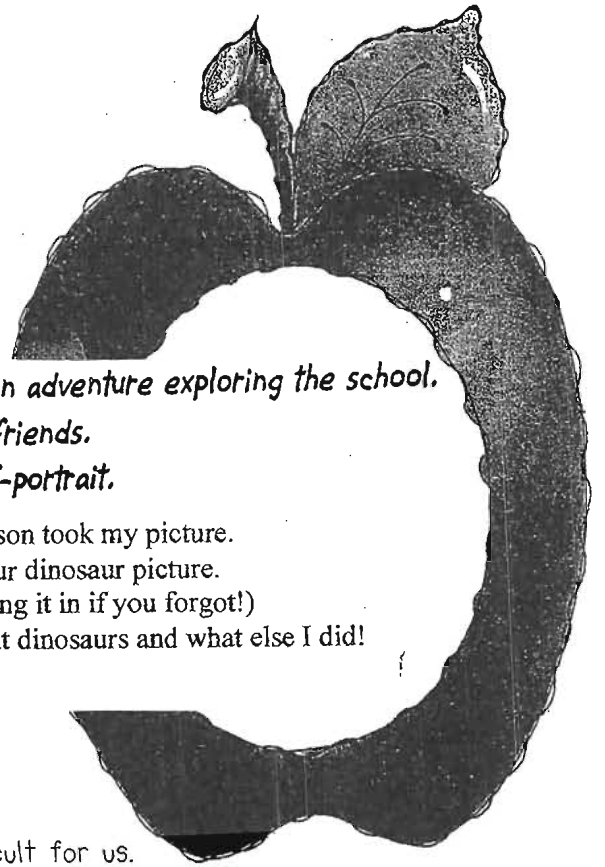 n adventure exploring the school.
friends.
f-portrait.
son took my picture.
ur dinosaur picture.
ng it in if you forgot!)
t dinosaurs and what else I did!
cult for us.